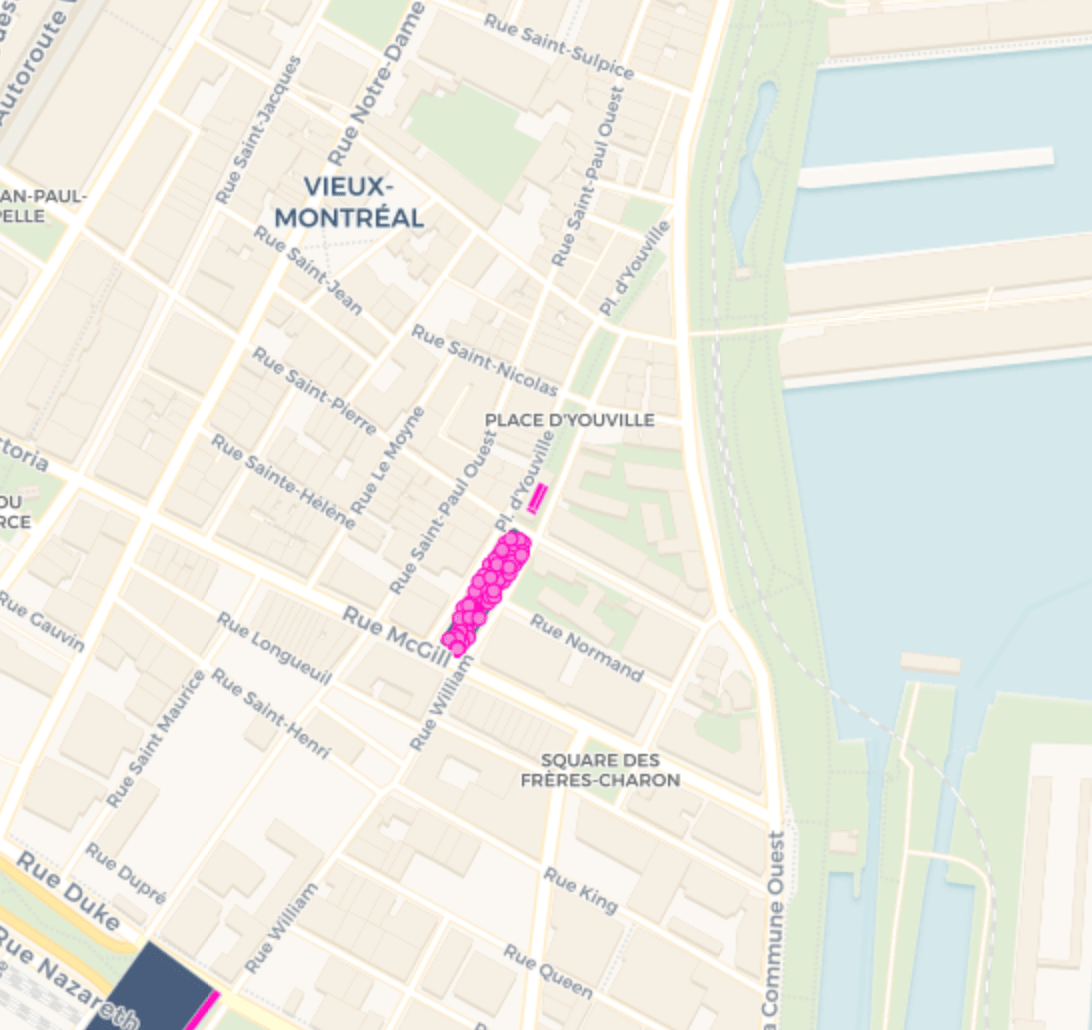 Autoroute
Rue Saint-Sulpice
Rue Notre-Dame
Rue Saint-Jacques
Rue Saint-Paul Ouest
VIEUX-
MONTRÉAL
AN-PAUL-
PELLE
Rue Saint-Jean
Pl. d'Youville
Rue Saint-Nicolas
Rue Saint-Pierre
PLACE D'YOUVILLE
Rue Le Moyne
Rue Saint-Paul Ouest
Pl. d'Youville
ctoria
Rue Sainte-Hélène
OU
RCE
Rue Gauvin
Rue McGill
Rue Normand
Rue Longueuil
Rue William
Rue Saint-Henri
Rue Saint Maurice
SQUARE DES
FRÈRES-CHARON
Rue Dupré
Rue Duke
Rue King
Rue William
a Commune Ouest
Rue Queen
Rue Nazareth